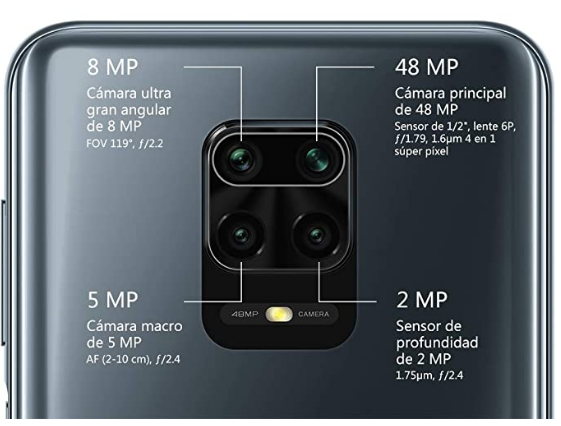 8 MP
Cámara ultra
gran angular
de 8 MP
FOV 119°, ƒ/2.2
48 MP
Cámara principal
de 48 MP
Sensor de 1/2", lente 6P,
ƒ/1.79, 1.6μm 4 en 1
súper píxel
5 MP
Cámara macro
de 5 MP
AF (2-10 cm), ƒ/2.4
48MP CAMERA
2 MP
Sensor de
profundidad
de 2 MP
1.75μm, ƒ/2.4